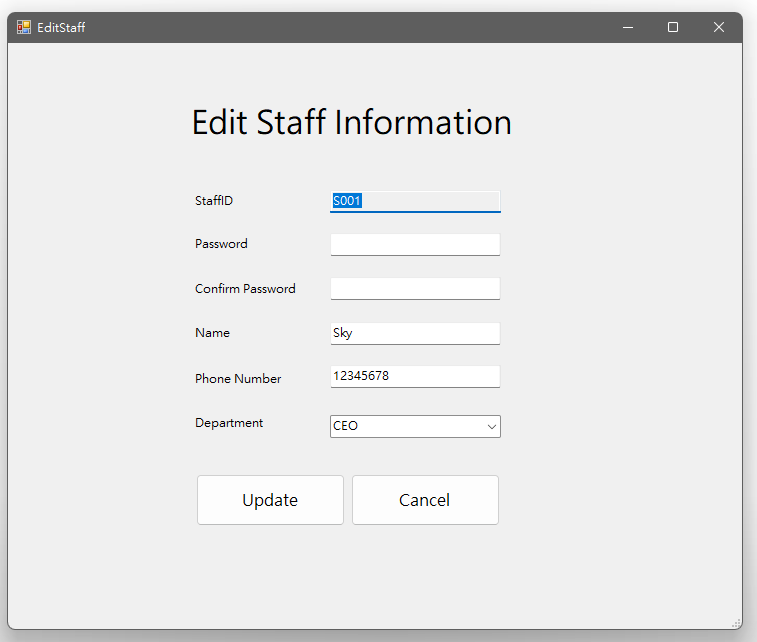 EditStaff
Edit Staff Information
StaffID S001
Password
Confirm Password
Name Sky
Phone Number 12345678
Department CEO
Update Cancel